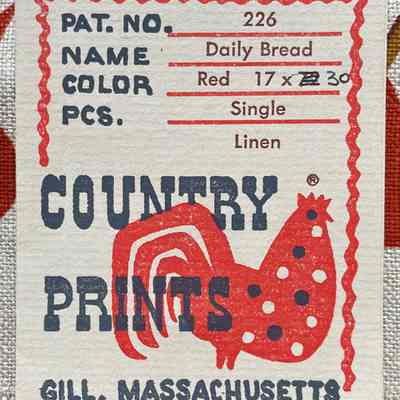 PAT. NO. 226
NAME Daily Bread
COLOR Red 17 x 30
PCS. Single
Linen
COUNTRY ®
PRINTS
GILL, MASSACHUSETTS